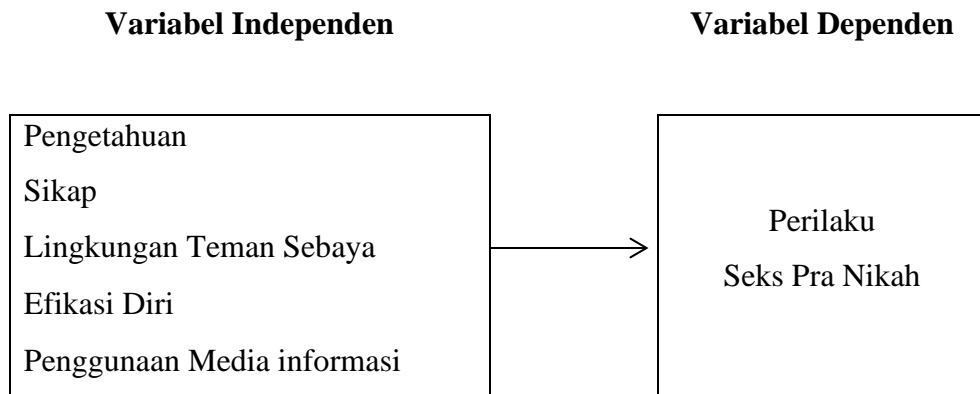 Variabel Independen
Variabel Dependen
Pengetahuan
Sikap
Lingkungan Teman Sebaya
Efikasi Diri
Penggunaan Media informasi
Perilaku
Seks Pra Nikah